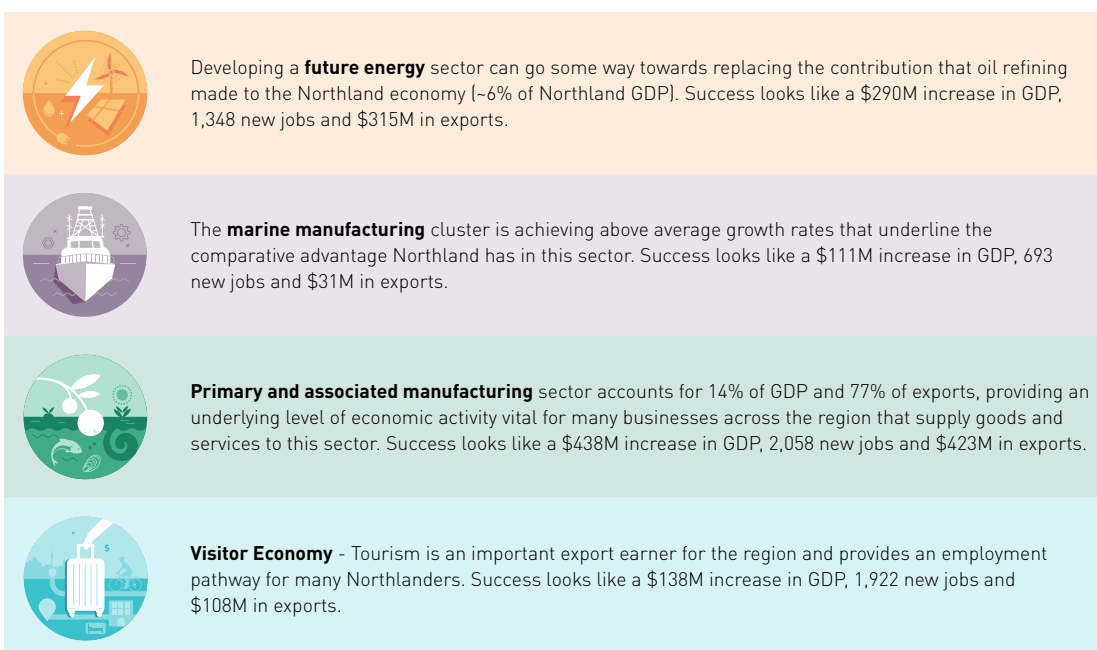 Developing a future energy sector can go some way towards replacing the contribution that oil refining
made to the Northland economy (~6% of Northland GDP). Success looks like a $290M increase in GDP,
1,348 new jobs and $315M in exports.
The marine manufacturing cluster is achieving above average growth rates that underline the
comparative advantage Northland has in this sector. Success looks like a $111M increase in GDP, 693
new jobs and $31M in exports.
Primary and associated manufacturing sector accounts for 14% of GDP and 77% of exports, providing an
underlying level of economic activity vital for many businesses across the region that supply goods and
services to this sector. Success looks like a $438M increase in GDP, 2,058 new jobs and $423M in exports.
$
Visitor Economy - Tourism is an important export earner for the region and provides an employment
pathway for many Northlanders. Success looks like a $138M increase in GDP, 1,922 new jobs and
$108M in exports.